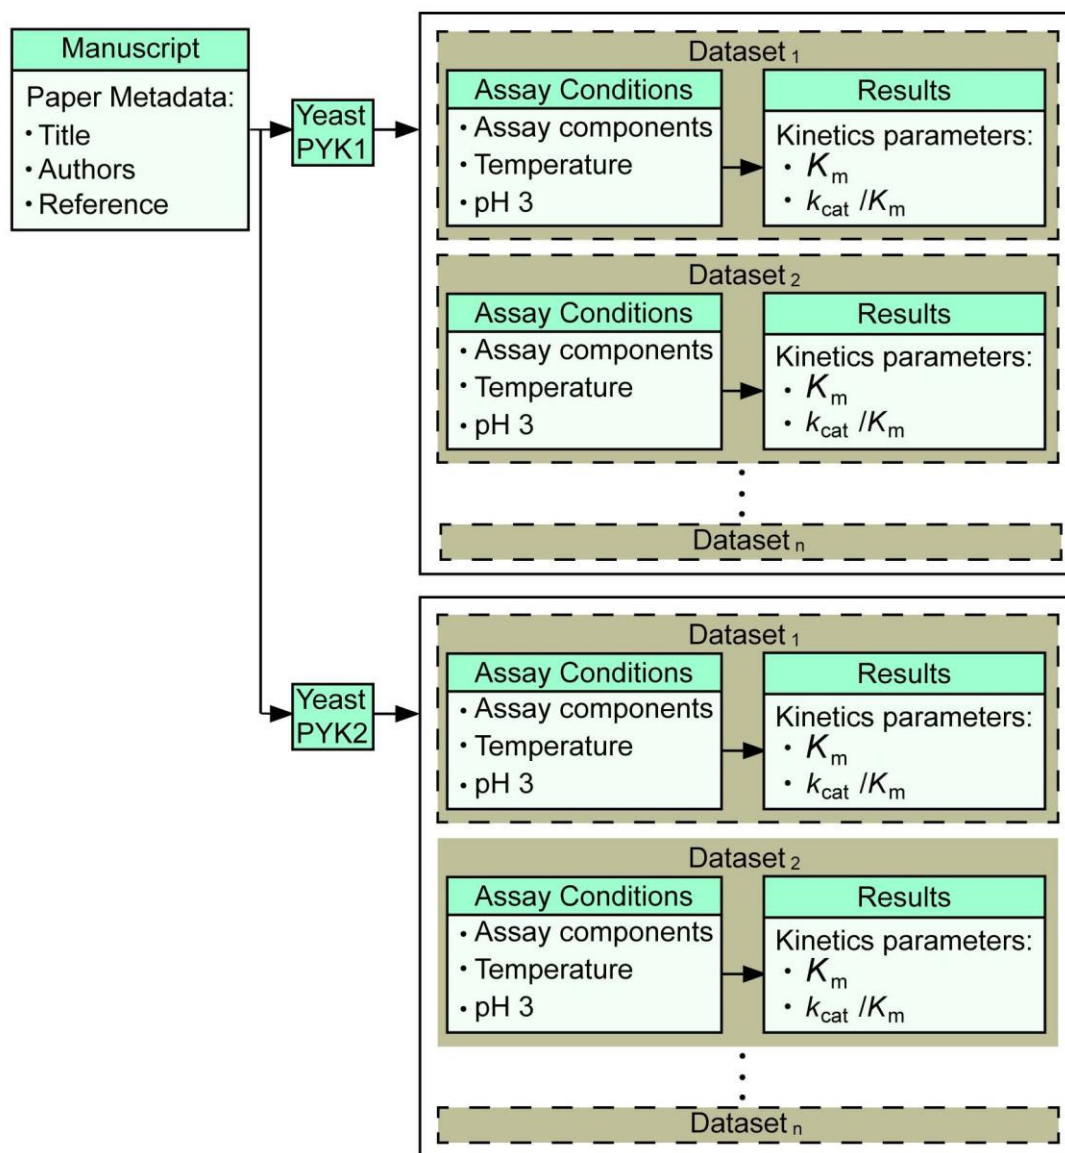 Manuscript
Paper Metadata:
• Title
• Authors
• Reference
Yeast
PYK1
Dataset 1
Assay Conditions
• Assay components
• Temperature
• pH 3
Results
Kinetics parameters:
• Km
• kcat /Km
Dataset 2
Assay Conditions
• Assay components
• Temperature
• pH 3
Results
Kinetics parameters:
• Km
• kcat /Km
Dataset n
Yeast
PYK2
Dataset 1
Assay Conditions
• Assay components
• Temperature
• pH 3
Results
Kinetics parameters:
• Km
• kcat /Km
Dataset 2
Assay Conditions
• Assay components
• Temperature
• pH 3
Results
Kinetics parameters:
• Km
• kcat /Km
Dataset n